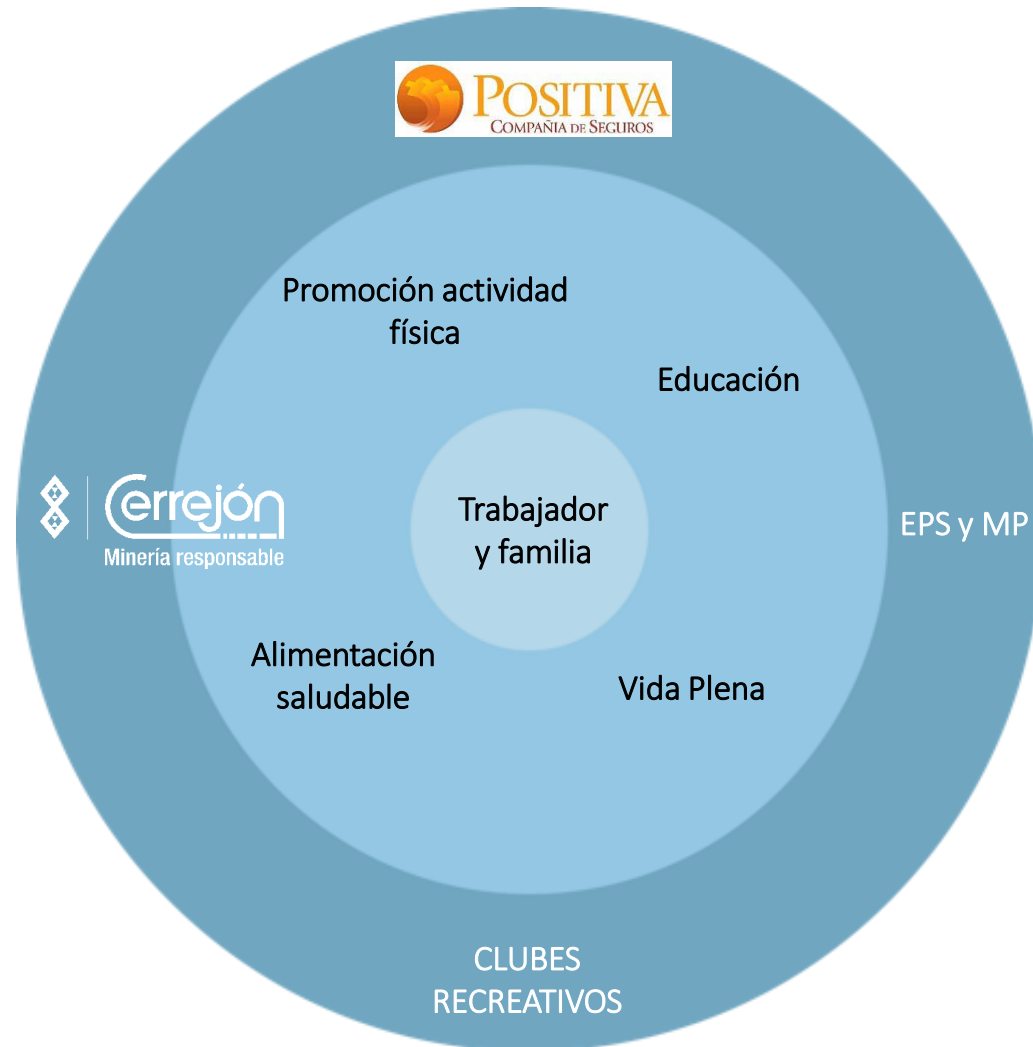 POSITIVA
COMPAÑIA DE SEGUROS
Promoción actividad
física
Educación
Cerrejón
Minería responsable
Trabajador
y familia
EPS y MP
Alimentación
saludable
Vida Plena
CLUBES
RECREATIVOS